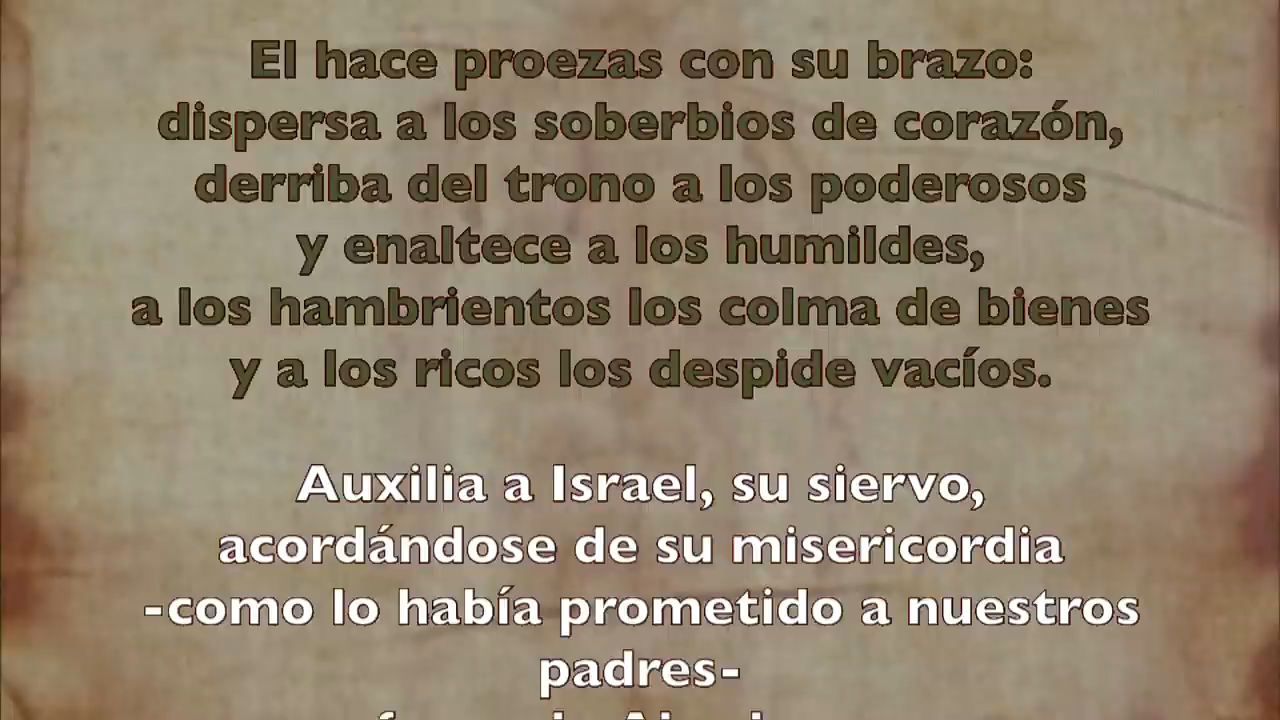 El hace proezas con su brazo:
dispersa a los soberbios de corazón,
derriba del trono a los poderosos
y enaltece a los humildes,
a los hambrientos los colma de bienes
y a los ricos los despide vacíos.
Auxilia a Israel, su siervo,
acordándose de su misericordia
-como lo había prometido a nuestros
padres-